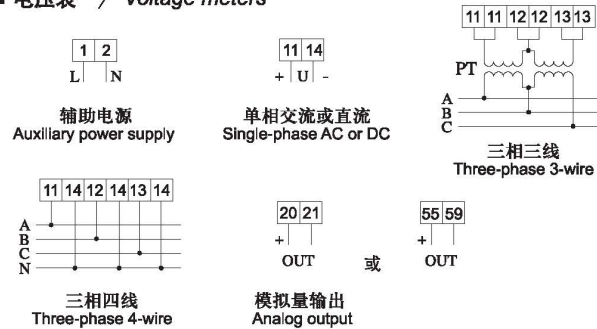 电压表 / Voltage meters
1 2
L N
辅助电源
Auxiliary power supply
11 14
+ U -
单相交流或直流
Single-phase AC or DC
11 11 12 12 13 13
PT
A
B
C
三相三线
Three-phase 3-wire
11 14 12 14 13 14
A
B
C
N
三相四线
Three-phase 4-wire
20 21
+
OUT
或
55 59
+
OUT
模拟量输出
Analog output